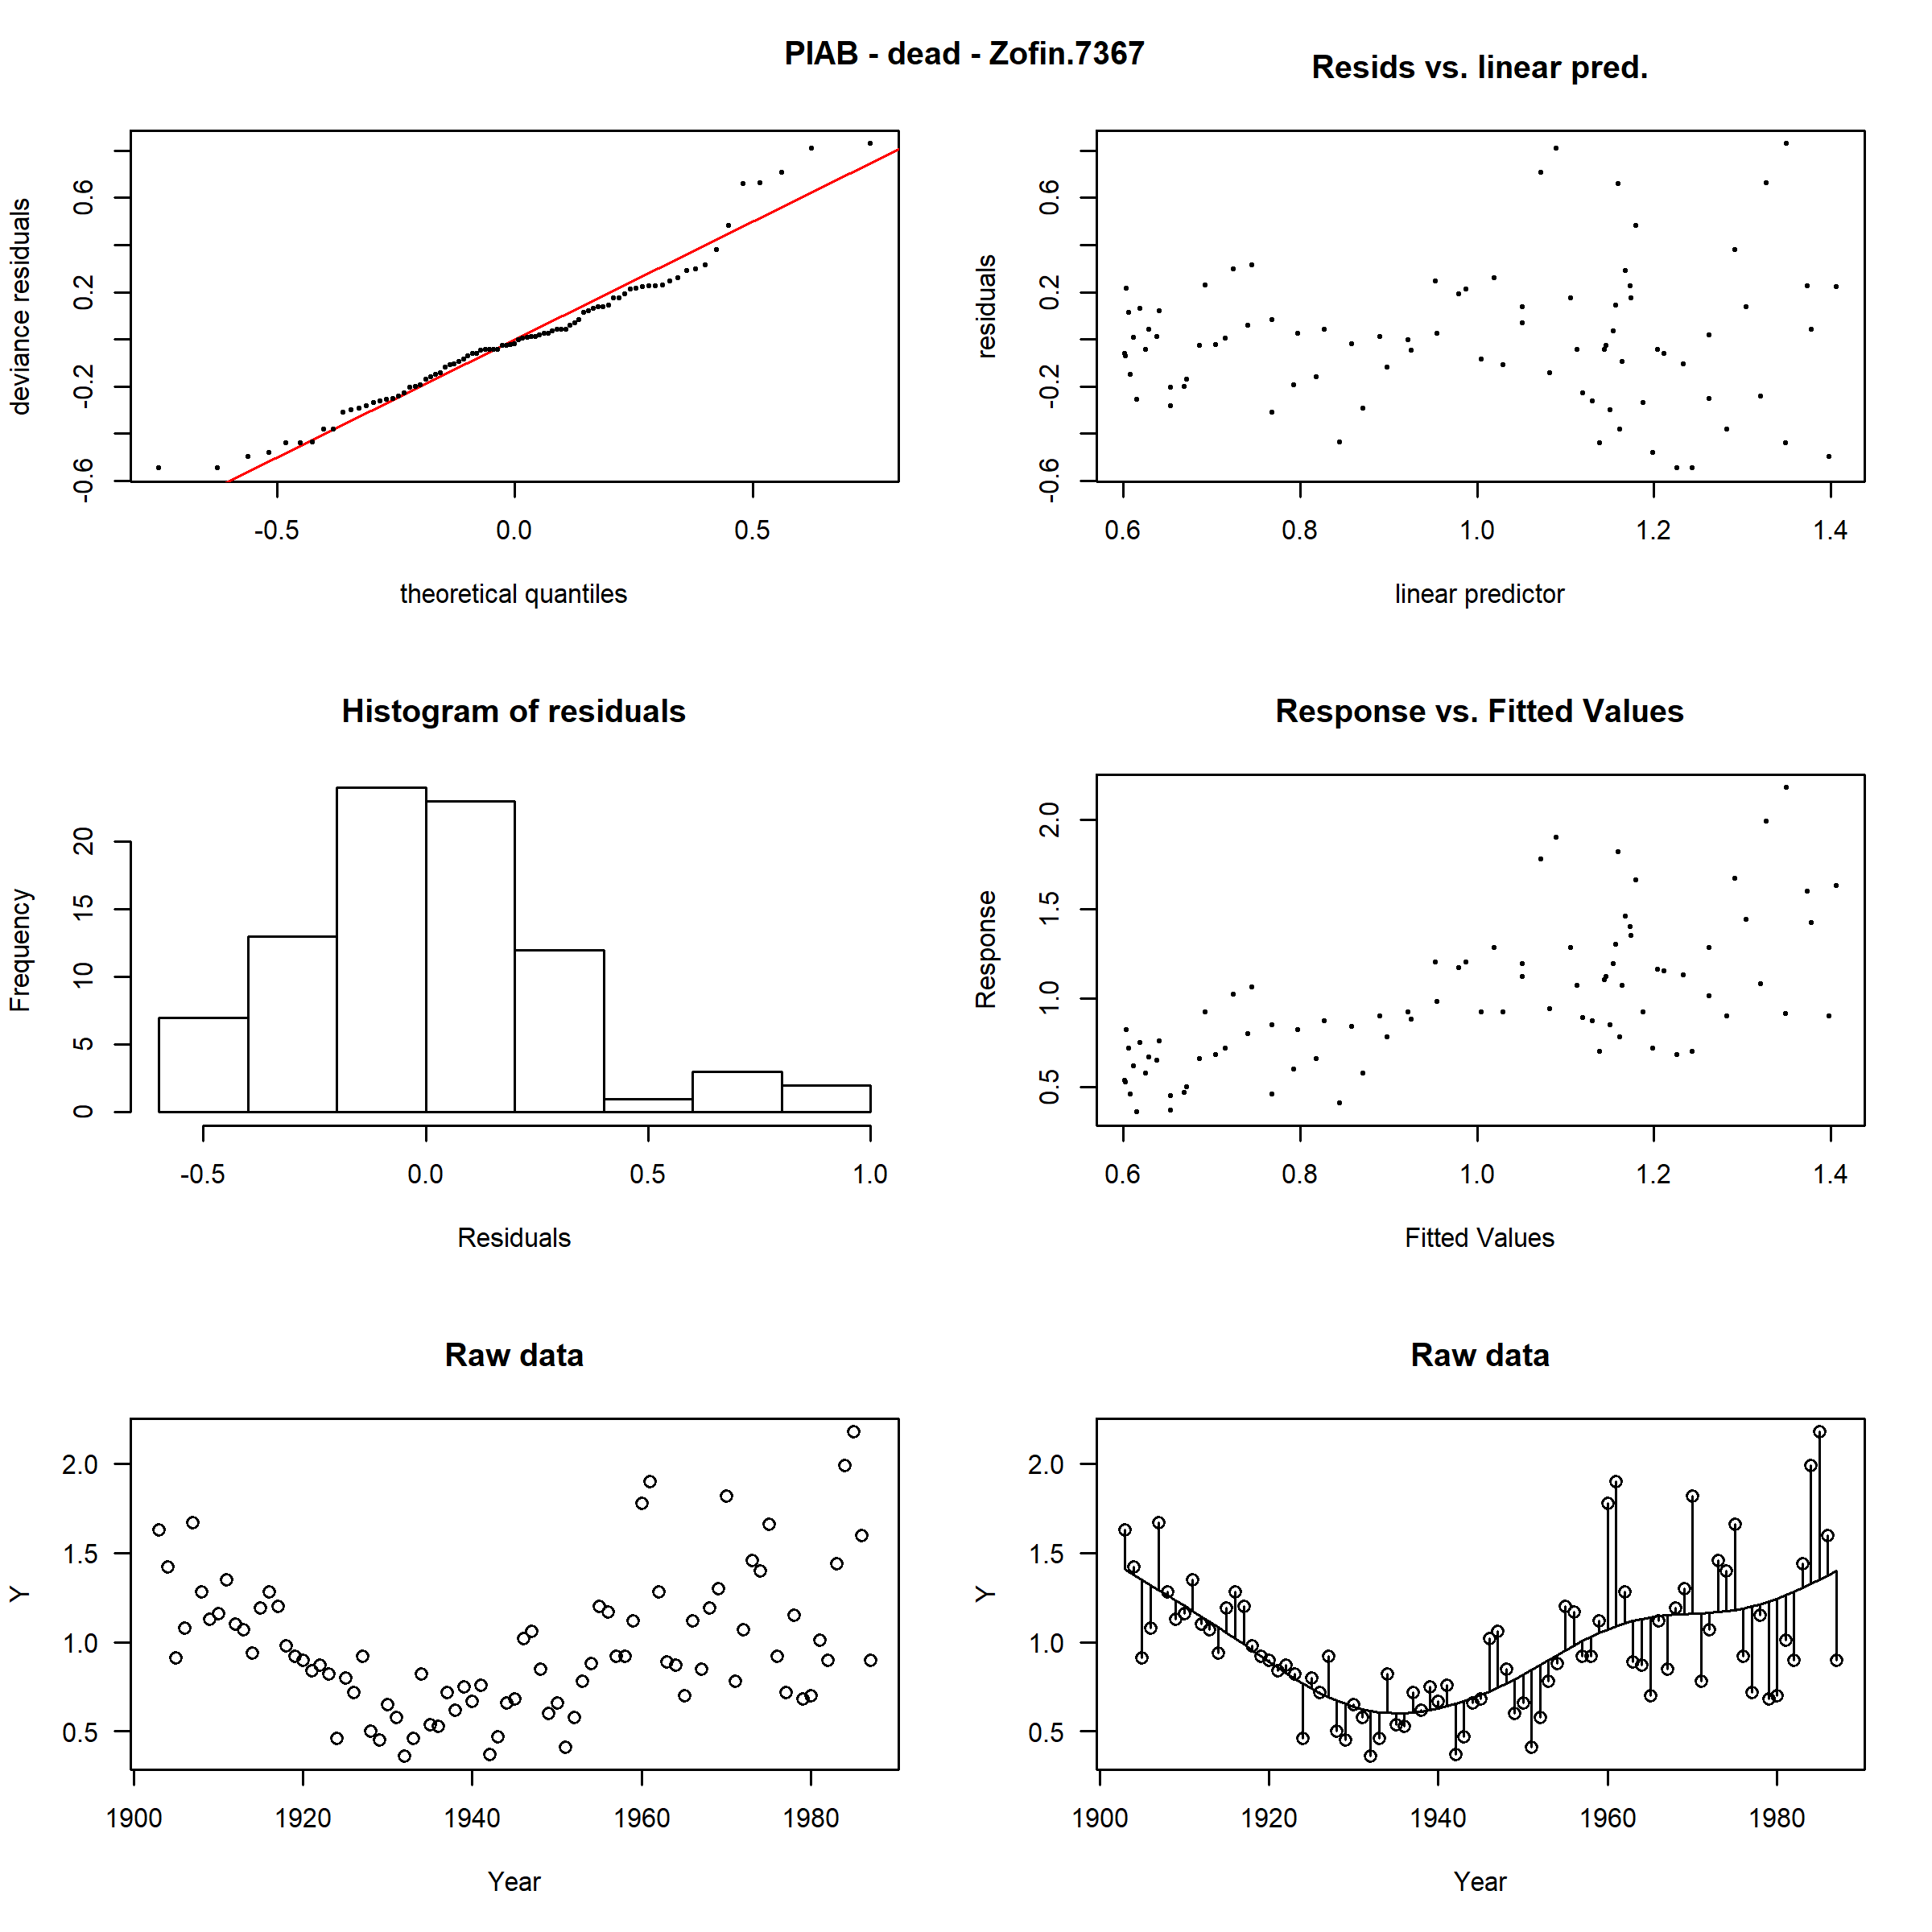 PIAB - dead - Zofin.7367
deviance residuals
-0.6 -0.2 0.2 0.6
-0.5 0.0 0.5
theoretical quantiles
Resids vs. linear pred.
residuals
-0.6 -0.2 0.2 0.6
0.6 0.8 1.0 1.2 1.4
linear predictor
Histogram of residuals
Frequency
0 5 10 15 20
-0.5 0.0 0.5 1.0
Residuals
Response vs. Fitted Values
Response
0.5 1.0 1.5 2.0
0.6 0.8 1.0 1.2 1.4
Fitted Values
Raw data
Y
0.5 1.0 1.5 2.0
1900 1920 1940 1960 1980
Year
Raw data
Y
0.5 1.0 1.5 2.0
1900 1920 1940 1960 1980
Year